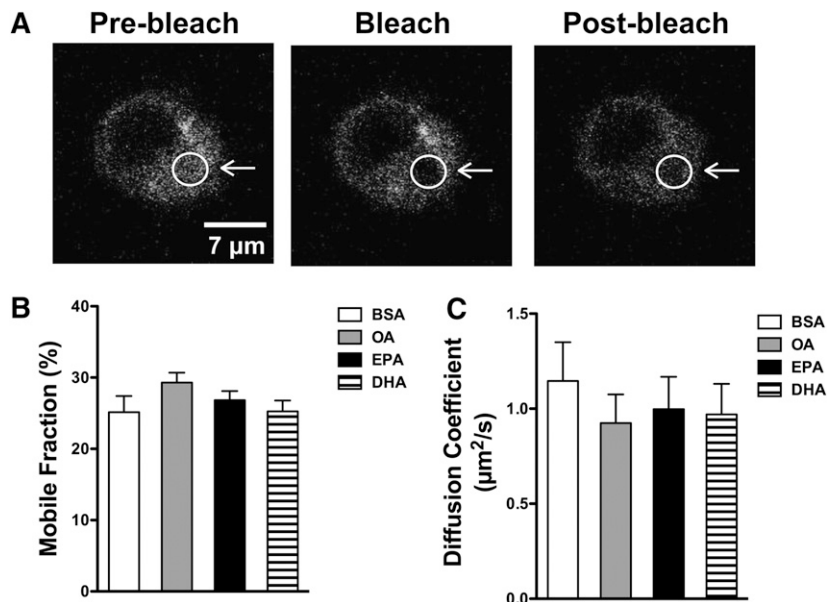 A
Pre-bleach
Bleach
Post-bleach
7 µm
B
Mobile Fraction (%)
40
30
20
10
0
BSA
OA
EPA
DHA
C
Diffusion Coefficient
(µm²/s)
1.5
1.0
0.5
0.0
BSA
OA
EPA
DHA